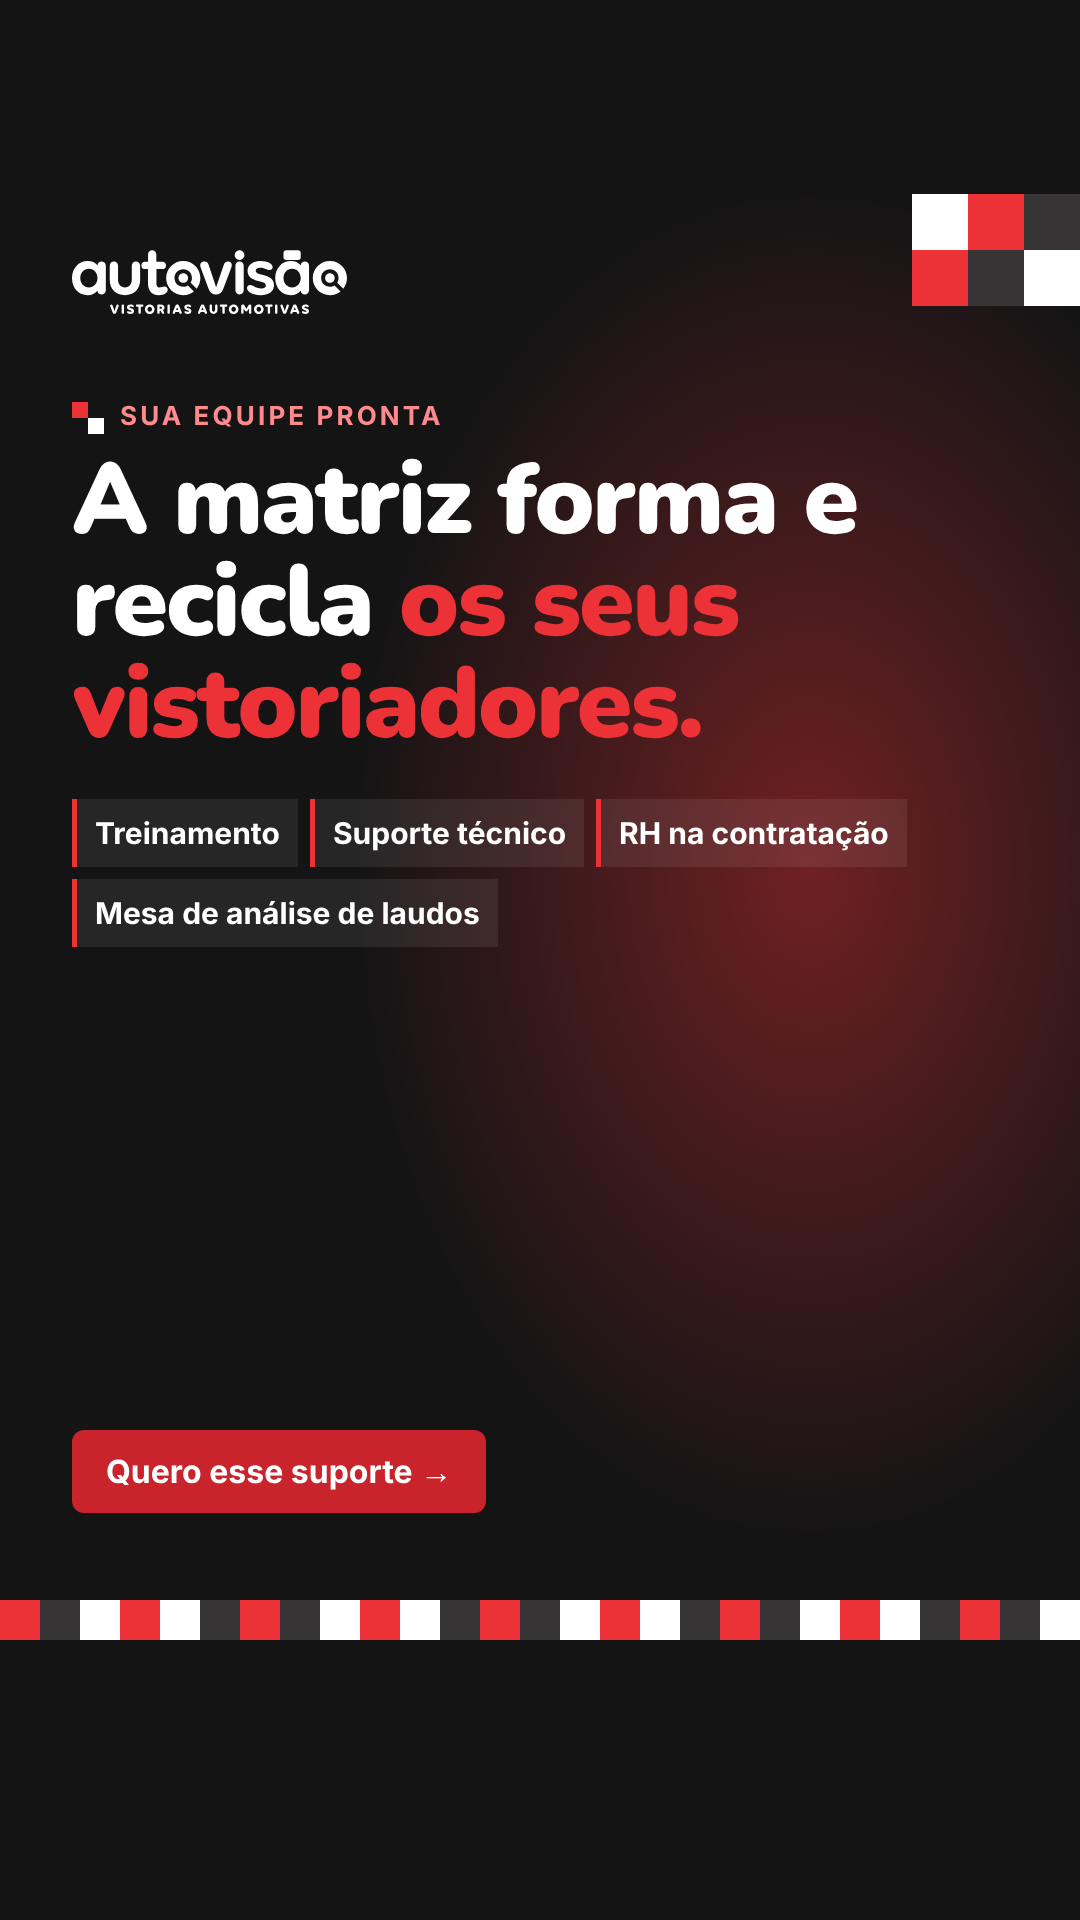 autovisão
VISTORIAS AUTOMOTIVAS
SUA EQUIPE PRONTA
A matriz forma e
recicla os seus
vistoriadores.
Treinamento
Suporte técnico
RH na contratação
Mesa de análise de laudos
Quero esse suporte →